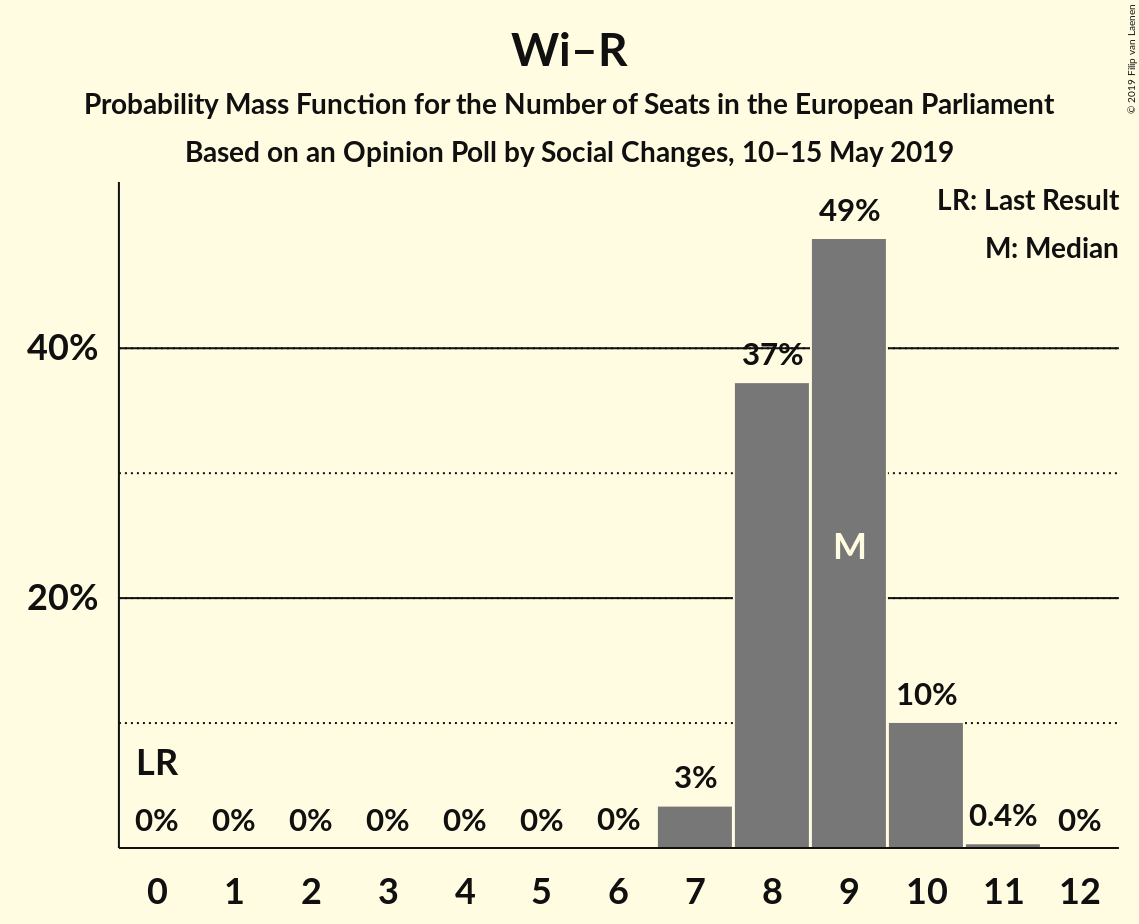 Wi–R
Probability Mass Function for the Number of Seats in the European Parliament
Based on an Opinion Poll by Social Changes, 10–15 May 2019
© 2019 Filip van Laenen
LR: Last Result
M: Median
49%
40%
37%
M
20%
10%
LR
3%
0% 0% 0% 0% 0% 0% 0% 0.4% 0%
0 1 2 3 4 5 6 7 8 9 10 11 12